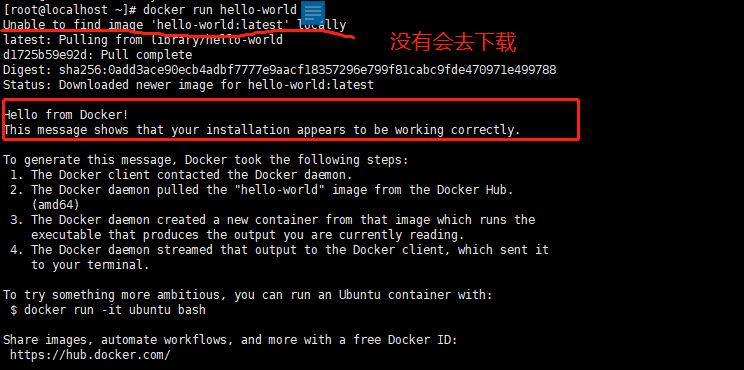 [root@localhost ~]# docker run hello-world
Unable to find image 'hello-world:latest' locally
latest: Pulling from library/hello-world
没有会去下载
d1725b59e92d: Pull complete
Digest: sha256:0add3ace90ecb4adbf7777e9aacf18357296e799f81cabc9fde470971e499788
Status: Downloaded newer image for hello-world:latest
Hello from Docker!
This message shows that your installation appears to be working correctly.
To generate this message, Docker took the following steps:
1. The Docker client contacted the Docker daemon.
2. The Docker daemon pulled the "hello-world" image from the Docker Hub.
(amd64)
3. The Docker daemon created a new container from that image which runs the
executable that produces the output you are currently reading.
4. The Docker daemon streamed that output to the Docker client, which sent it
to your terminal.
To try something more ambitious, you can run an Ubuntu container with:
$ docker run -it ubuntu bash
Share images, automate workflows, and more with a free Docker ID:
https://hub.docker.com/